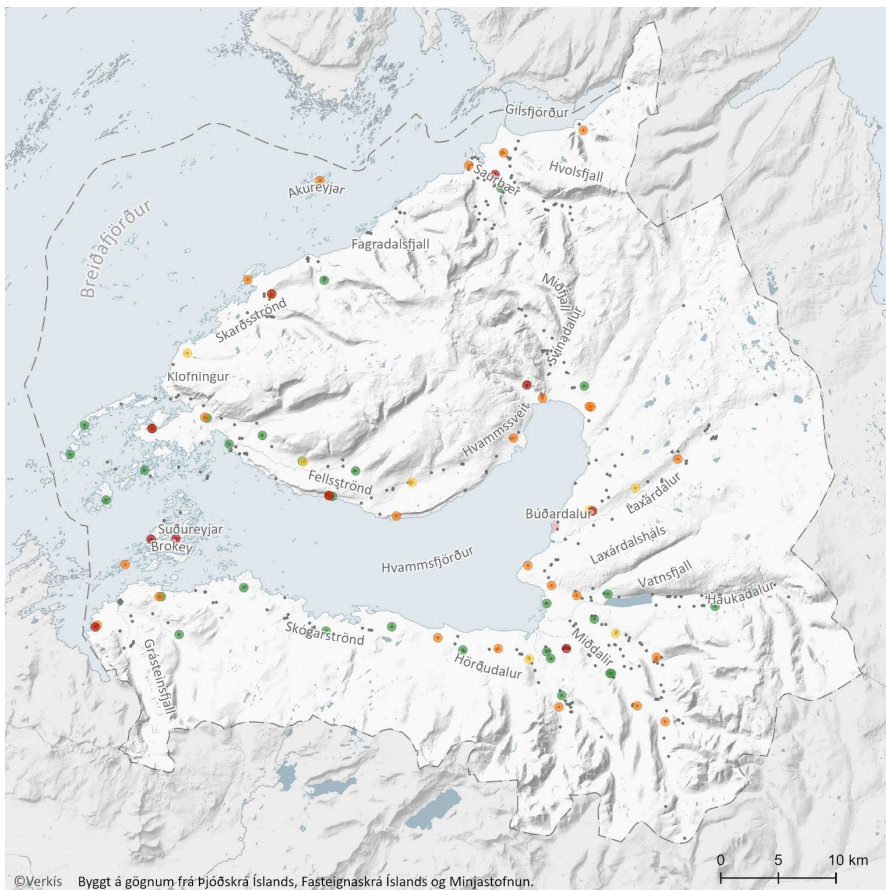 Gilsfjörður
Hvolsfjall
Saurbær
Akureyjar
Breiðafjörður
Fagradalsfjall
Miðfjall
Svínadalur
Skarðsströnd
Klofningur
Hvammssveit
Fellsströnd
Laxárdalur
Búðardalur
Suðureyjar
Brokey
Laxárdalsháls
Hvammsfjörður
Vatnsfjall
Haukadalur
Skógarströnd
Miðdalir
Hörðudalur
Grásteinsfjall
0 5 10 km
©Verkís Byggt á gögnum frá Þjóðskrá Íslands, Fasteignaskrá Íslands og Minjastofnun.